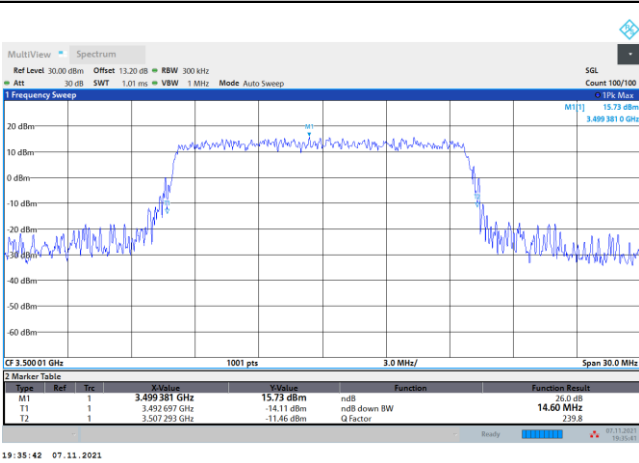 MultiView Spectrum
Ref Level 30.00 dBm Offset 13.20 dB RBW 300 kHz SGL
Att 30 dB SWT 1.01 ms VBW 1 MHz Mode Auto Sweep Count 100/100
1 Frequency Sweep 1Pk Max
M1[1] 15.73 dBm
3.499 381 0 GHz
M1
20 dBm
10 dBm
0 dBm
-10 dBm
-20 dBm
-30 dBm
-40 dBm
-50 dBm
-60 dBm
CF 3.500 01 GHz 1001 pts 3.0 MHz/ Span 30.0 MHz
2 Marker Table
Type Ref Trc X-Value Y-Value Function Function Result
M1 1 3.499 381 GHz 15.73 dBm ndB 26.0 dB
T1 1 3.492 697 GHz -14.11 dBm ndB down BW 14.60 MHz
T2 1 3.507 293 GHz -11.46 dBm Q Factor 239.8
Ready 07.11.2021
19:35:41
19:35:42 07.11.2021